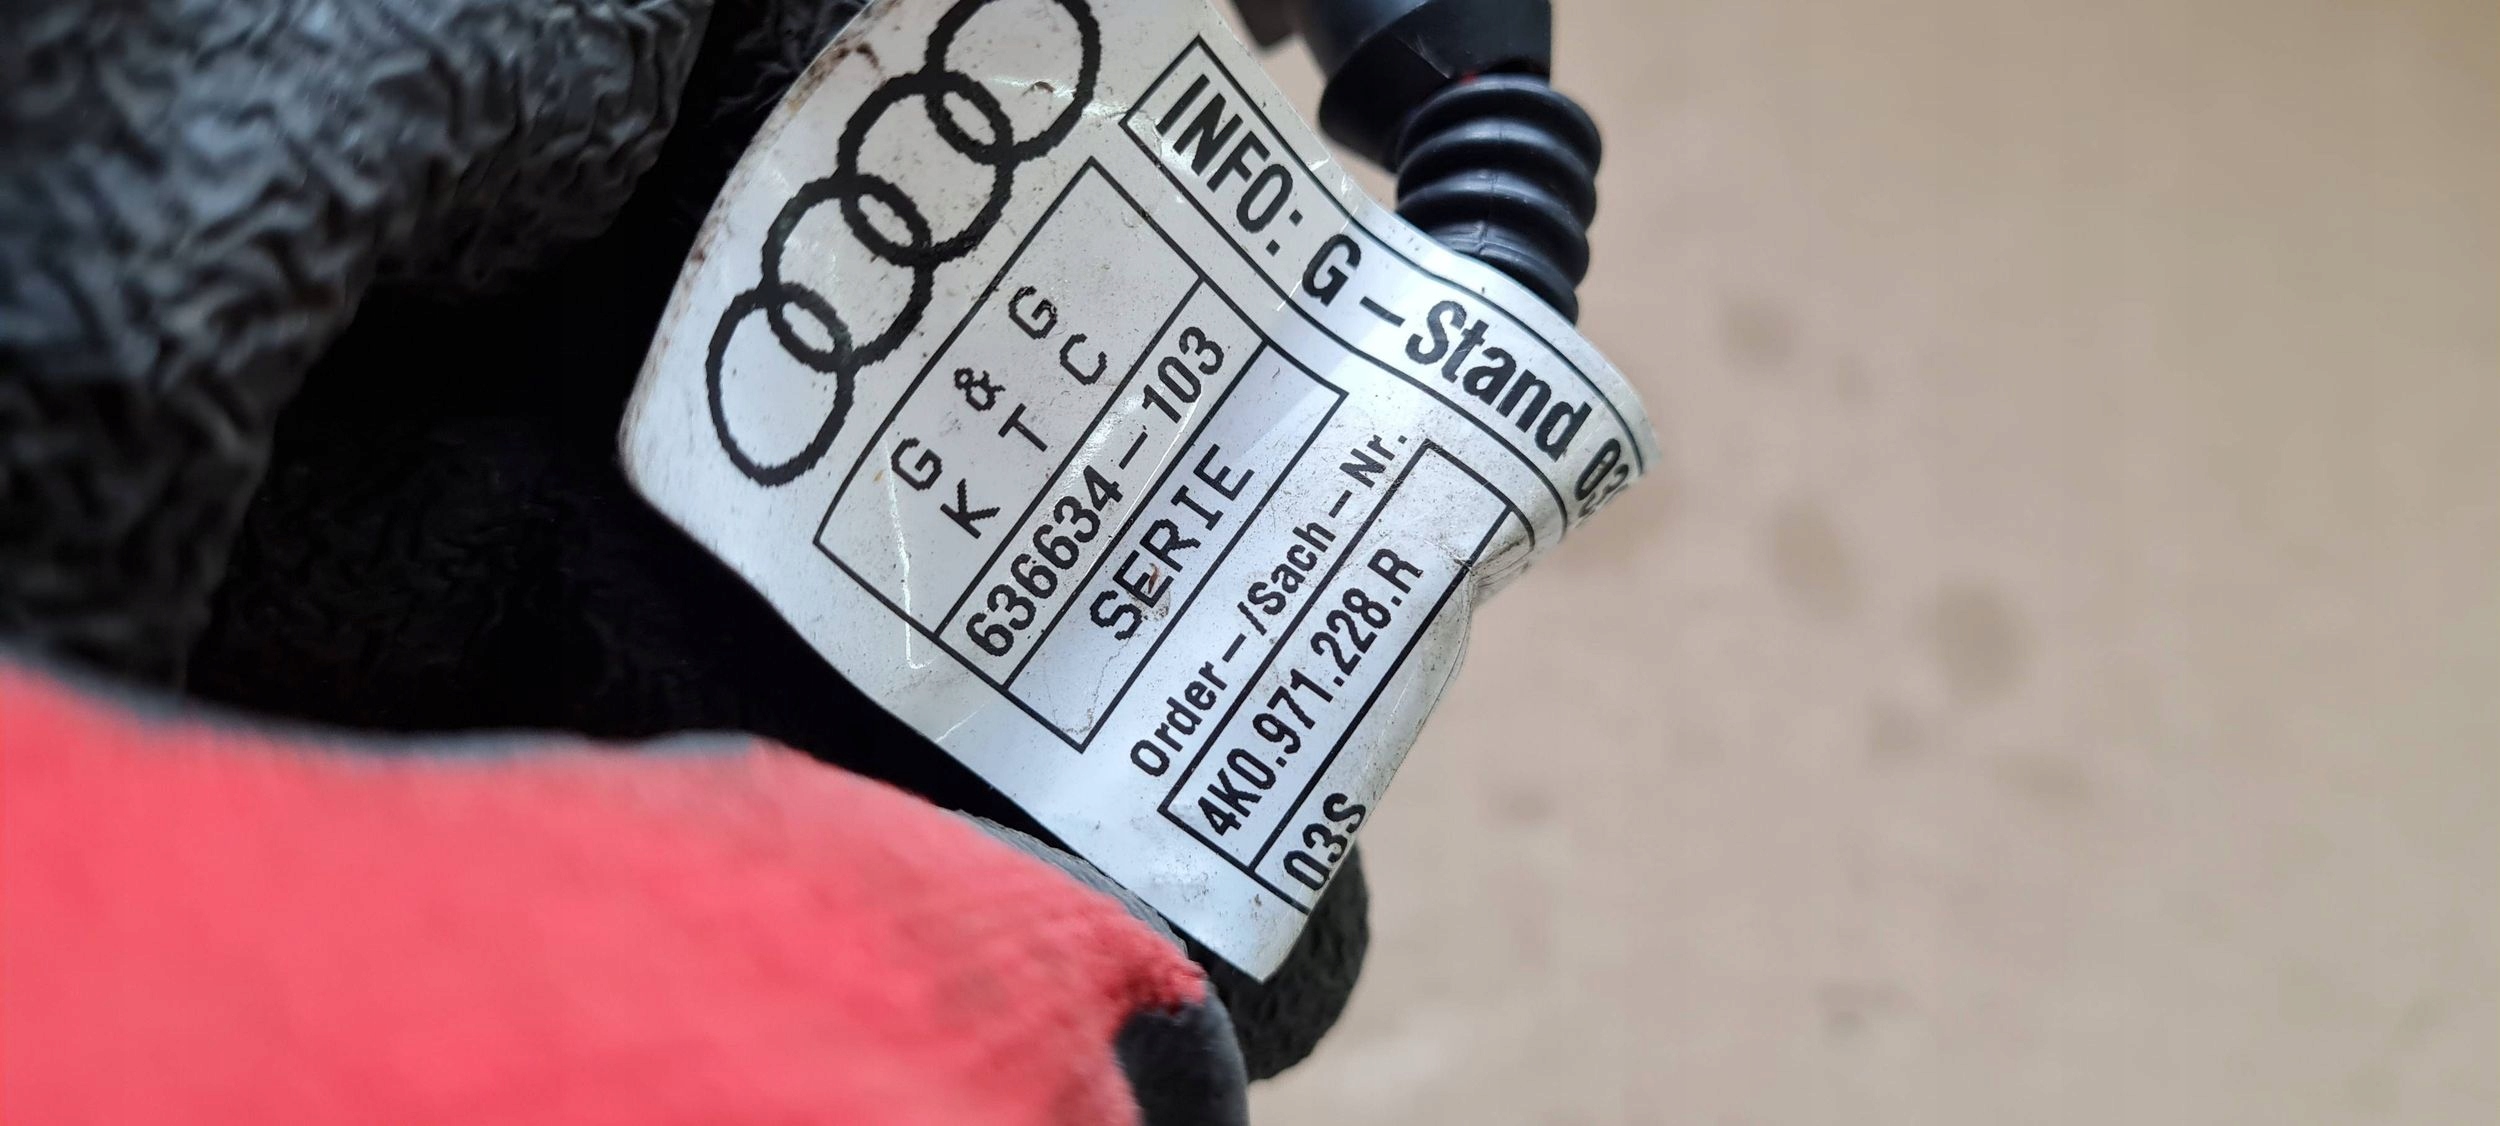 INFO: G-Stand
G & G
K T C
636634-103
SERIE
Order-/Sach-Nr.
4K0.971.228.R
03S